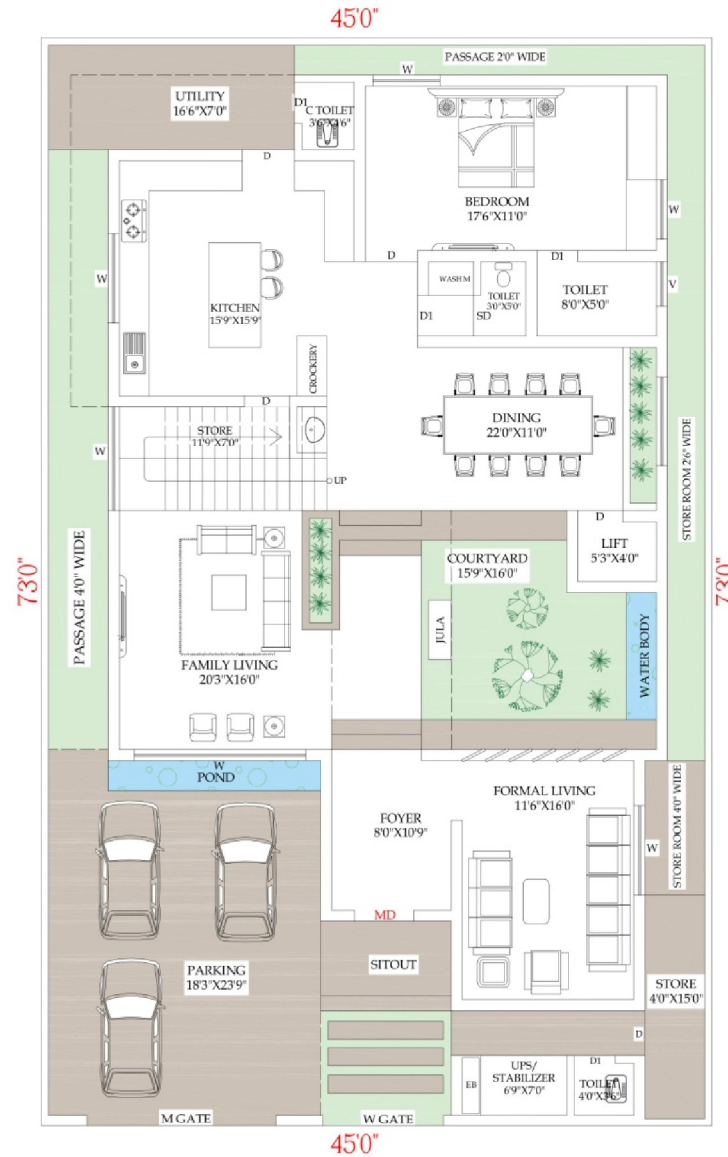 45'0"
PASSAGE 2'0" WIDE
W
UTILITY
16'6"X7'0"
D1
C TOILET
D
BEDROOM
17'6"X11'0"
W
D
D1
W
WASH M
TOILET
3'0"X5'0"
TOILET
8'0"X5'0"
V
KITCHEN
15'9"X15'9"
D1
SD
CROCKERY
D
DINING
22'0"X11'0"
STORE
11'9"X7'0"
W
UP
STORE ROOM 2'6" WIDE
D
LIFT
5'3"X4'0"
COURTYARD
15'9"X16'0"
73'0"
73'0"
PASSAGE 4'0" WIDE
JULA
WATER BODY
FAMILY LIVING
20'3"X16'0"
W
POND
FORMAL LIVING
11'6"X16'0"
STORE ROOM 4'0" WIDE
FOYER
8'0"X10'9"
W
MD
SITOUT
PARKING
18'3"X23'9"
STORE
4'0"X15'0"
D
UPS/
STABILIZER
6'9"X7'0"
EB
D1
TOILET
4'0"X3'6"
M GATE
W GATE
45'0"